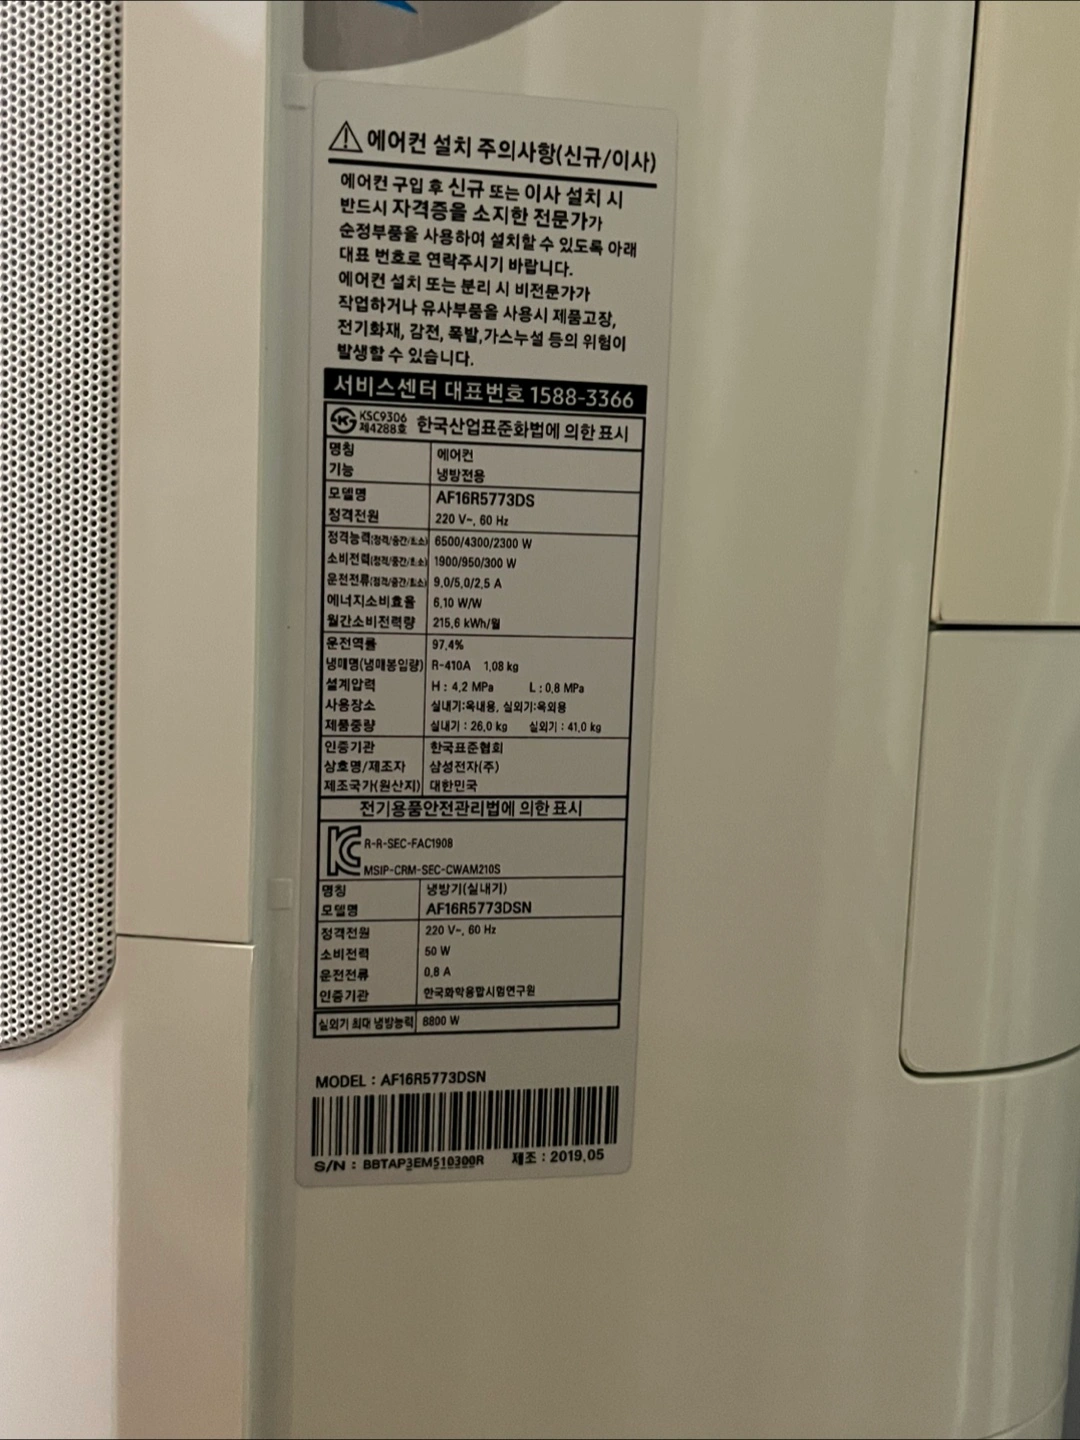 ⚠ 에어컨 설치 주의사항(신규/이사)
에어컨 구입 후 신규 또는 이사 설치 시
반드시 자격증을 소지한 전문가가
순정부품을 사용하여 설치할 수 있도록 아래
대표 번호로 연락주시기 바랍니다.
에어컨 설치 또는 분리 시 비전문가가
작업하거나 유사부품을 사용시 제품고장,
전기화재, 감전, 폭발,가스누설 등의 위험이
발생할 수 있습니다.
서비스센터 대표번호 1588-3366
KSC9306
제4288호 한국산업표준화법에 의한 표시
명칭 에어컨
기능 냉방전용
모델명 AF16R5773DS
정격전원 220 V~, 60 Hz
정격능력(정격/중간/최소) 6500/4300/2300 W
소비전력(정격/중간/최소) 1900/950/300 W
운전전류(정격/중간/최소) 9.0/5.0/2.5 A
에너지소비효율 6.10 W/W
월간소비전력량 215.6 kWh/월
운전역률 97.4%
냉매명(냉매봉입량) R-410A 1.08 kg
설계압력 H : 4.2 MPa L : 0.8 MPa
사용장소 실내기:옥내용, 실외기:옥외용
제품중량 실내기 : 26.0 kg 실외기 : 41.0 kg
인증기관 한국표준협회
상호명/제조자 삼성전자(주)
제조국가(원산지) 대한민국
전기용품안전관리법에 의한 표시
R-R-SEC-FAC1908
MSIP-CRM-SEC-CWAM210S
명칭 냉방기(실내기)
모델명 AF16R5773DSN
정격전원 220 V~, 60 Hz
소비전력 50 W
운전전류 0.8 A
인증기관 한국화학융합시험연구원
실외기 최대 냉방능력 8800 W
MODEL : AF16R5773DSN
S/N : BBTAP3EM510300R 제조 : 2019.05